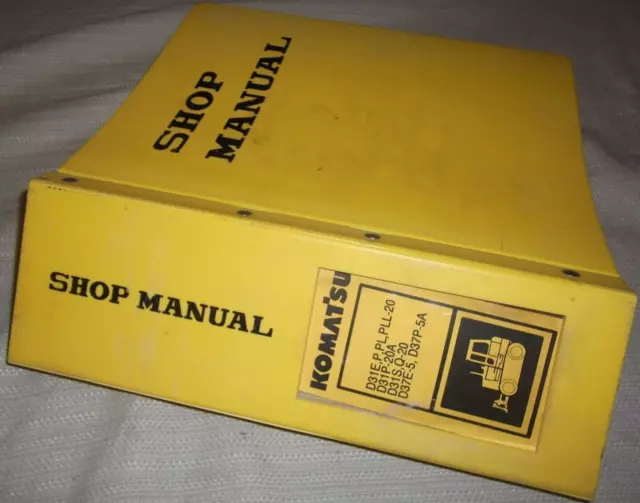 SHOP
MANUAL
SHOP MANUAL
KOMATSU
D31E,P,PL,PLL-20
D31P-20A
D31S,Q-20
D37E-5, D37P-5A